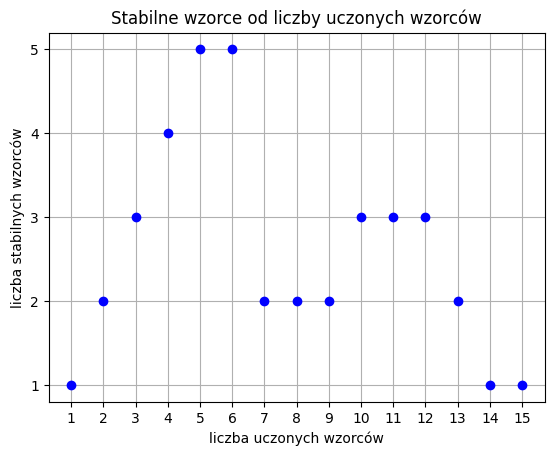 Stabilne wzorce od liczby uczonych wzorców
5
4
3
2
1
liczba stabilnych wzorców
1 2 3 4 5 6 7 8 9 10 11 12 13 14 15
liczba uczonych wzorców